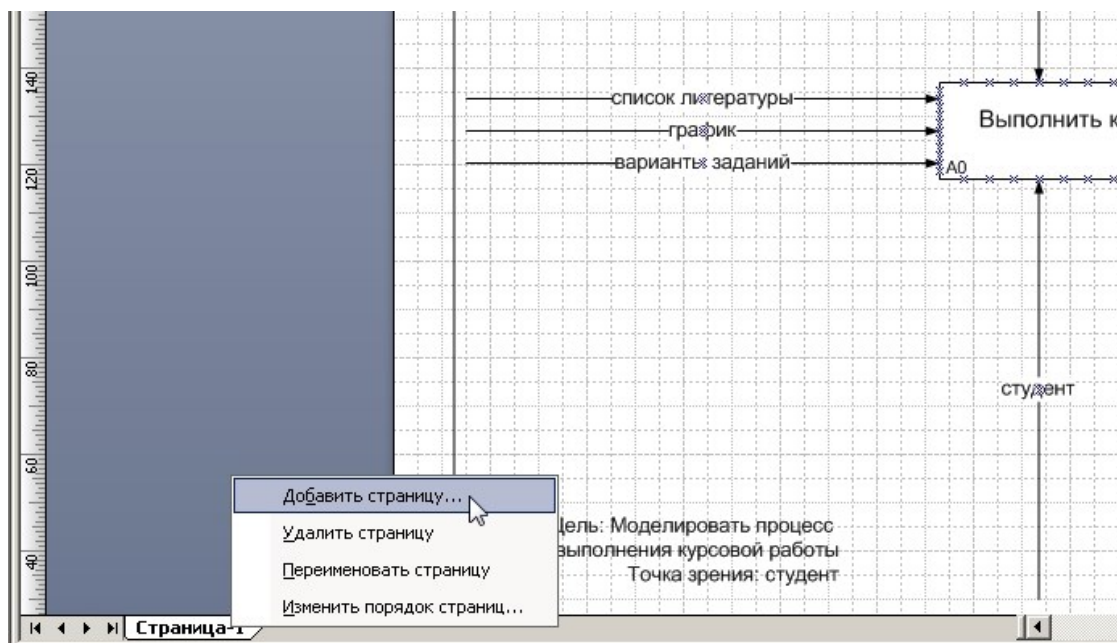 140
список литературы
график
варианты заданий
Выполнить к
A0
120
100
80
студент
60
Добавить страницу...
Удалить страницу
Переименовать страницу
Изменить порядок страниц...
Цель: Моделировать процесс
выполнения курсовой работы
Точка зрения: студент
40
Страница-1